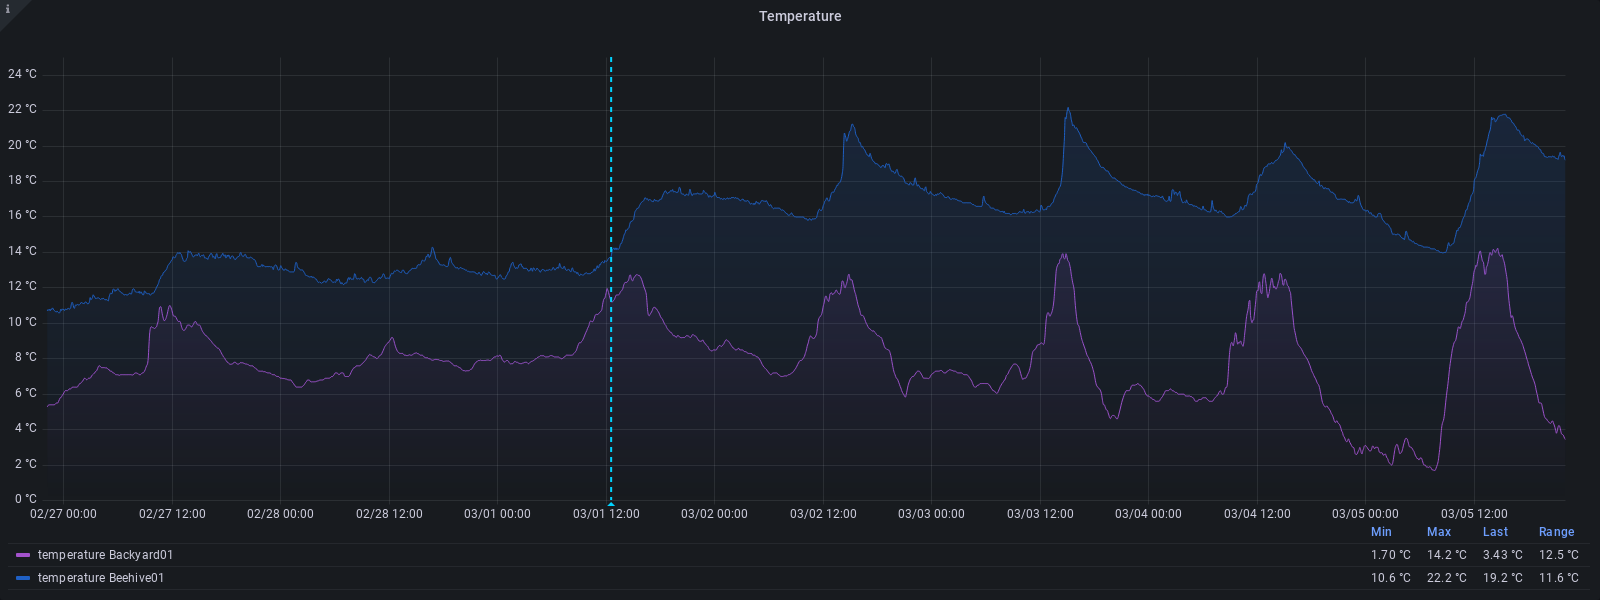 i
Temperature
24 °C
22 °C
20 °C
18 °C
16 °C
14 °C
12 °C
10 °C
8 °C
6 °C
4 °C
2 °C
0 °C
02/27 00:00 02/27 12:00 02/28 00:00 02/28 12:00 03/01 00:00 03/01 12:00 03/02 00:00 03/02 12:00 03/03 00:00 03/03 12:00 03/04 00:00 03/04 12:00 03/05 00:00 03/05 12:00
Min Max Last Range
temperature Backyard01 1.70 °C 14.2 °C 3.43 °C 12.5 °C
temperature Beehive01 10.6 °C 22.2 °C 19.2 °C 11.6 °C